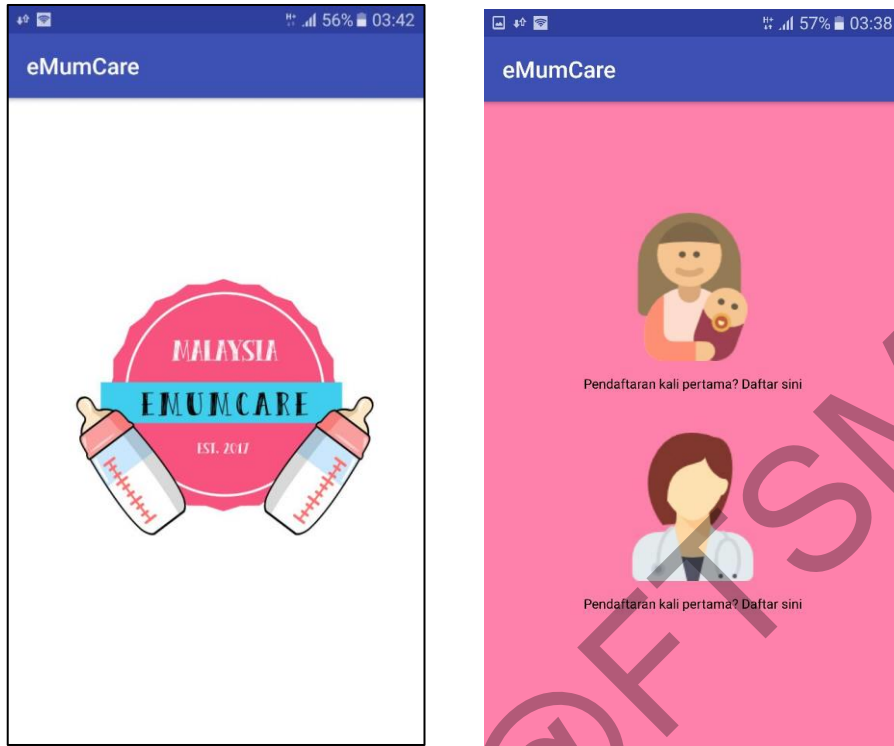 56% 03:42
eMumCare
MALAYSIA
EMUMCARE
EST. 2017
57% 03:38
eMumCare
Pendaftaran kali pertama? Daftar sini
Pendaftaran kali pertama? Daftar sini
@FTSM